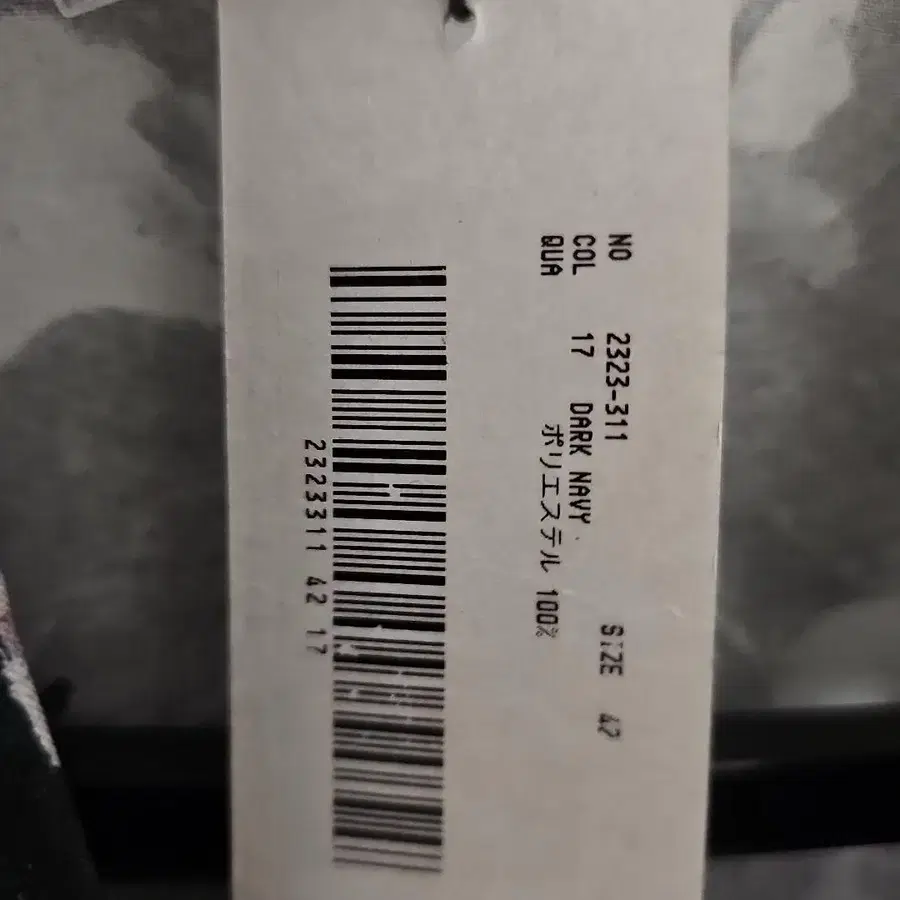 NO 2323-311 SIZE 42
COL 17 DARK NAVY
QUA ポリエステル 100%
2323311 42 17